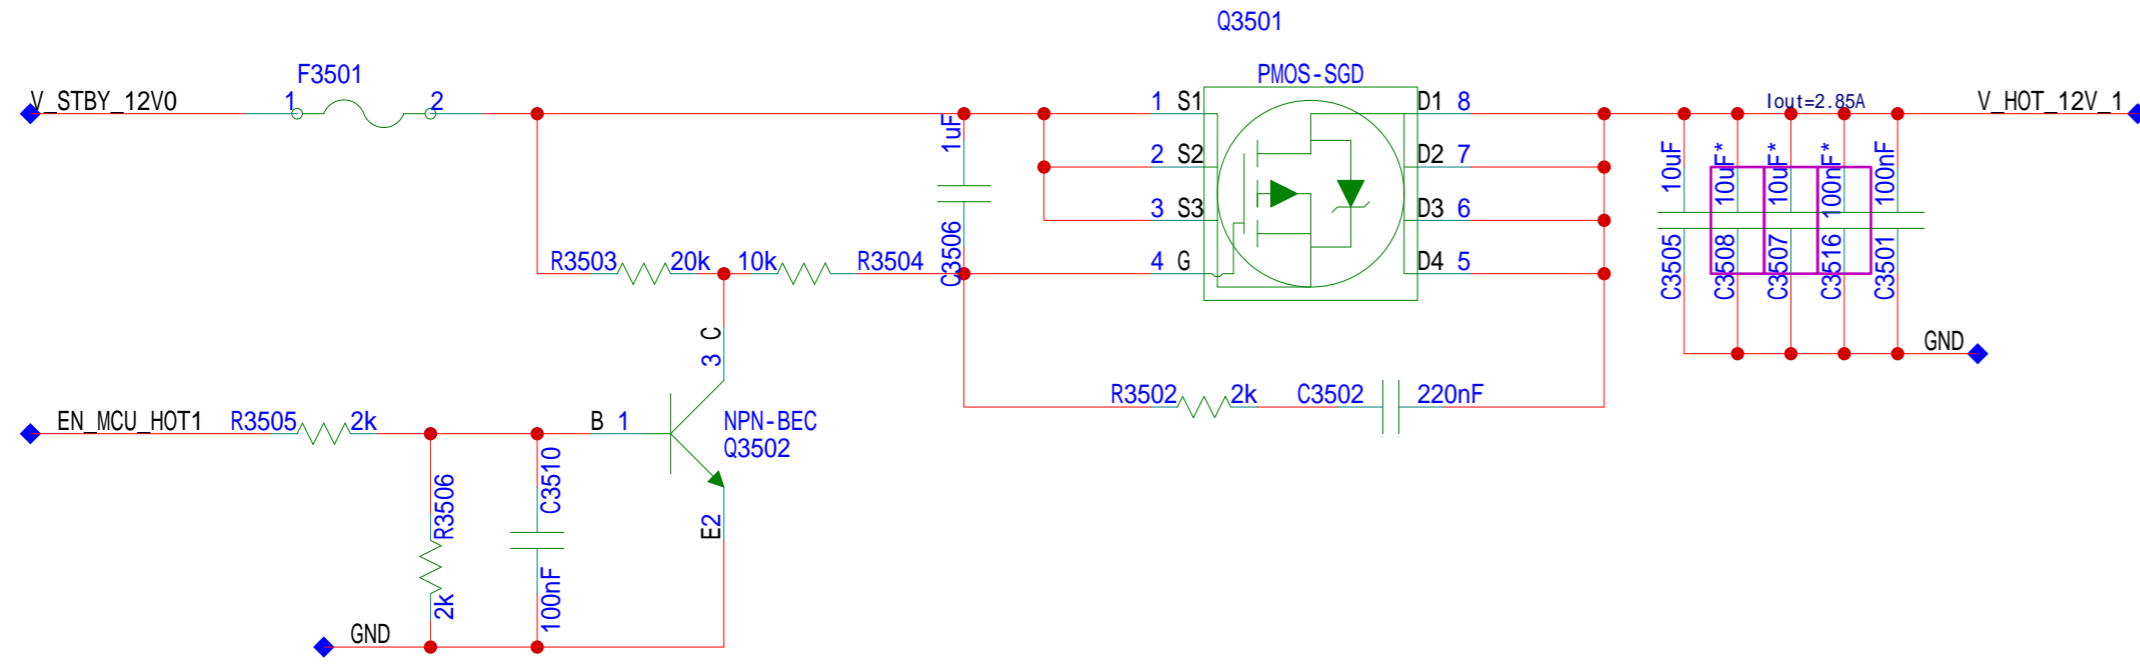 Q3501
F3501
PMOS-SGD
V_STBY_12V0
1
2
1uF
1 S1
D1 8
Iout=2.85A
V_HOT_12V_1
2 S2
D2 7
10uF
10uF*
10uF*
100nF*
100nF
3 S3
D3 6
R3503 20k
10k R3504
C3506
4 G
D4 5
C3505
C3508
C3507
C3516
C3501
GND
3 C
R3502 2k
C3502 220nF
EN_MCU_HOT1
R3505 2k
B 1
NPN-BEC
Q3502
R3506
2k
C3510
100nF
E2
GND